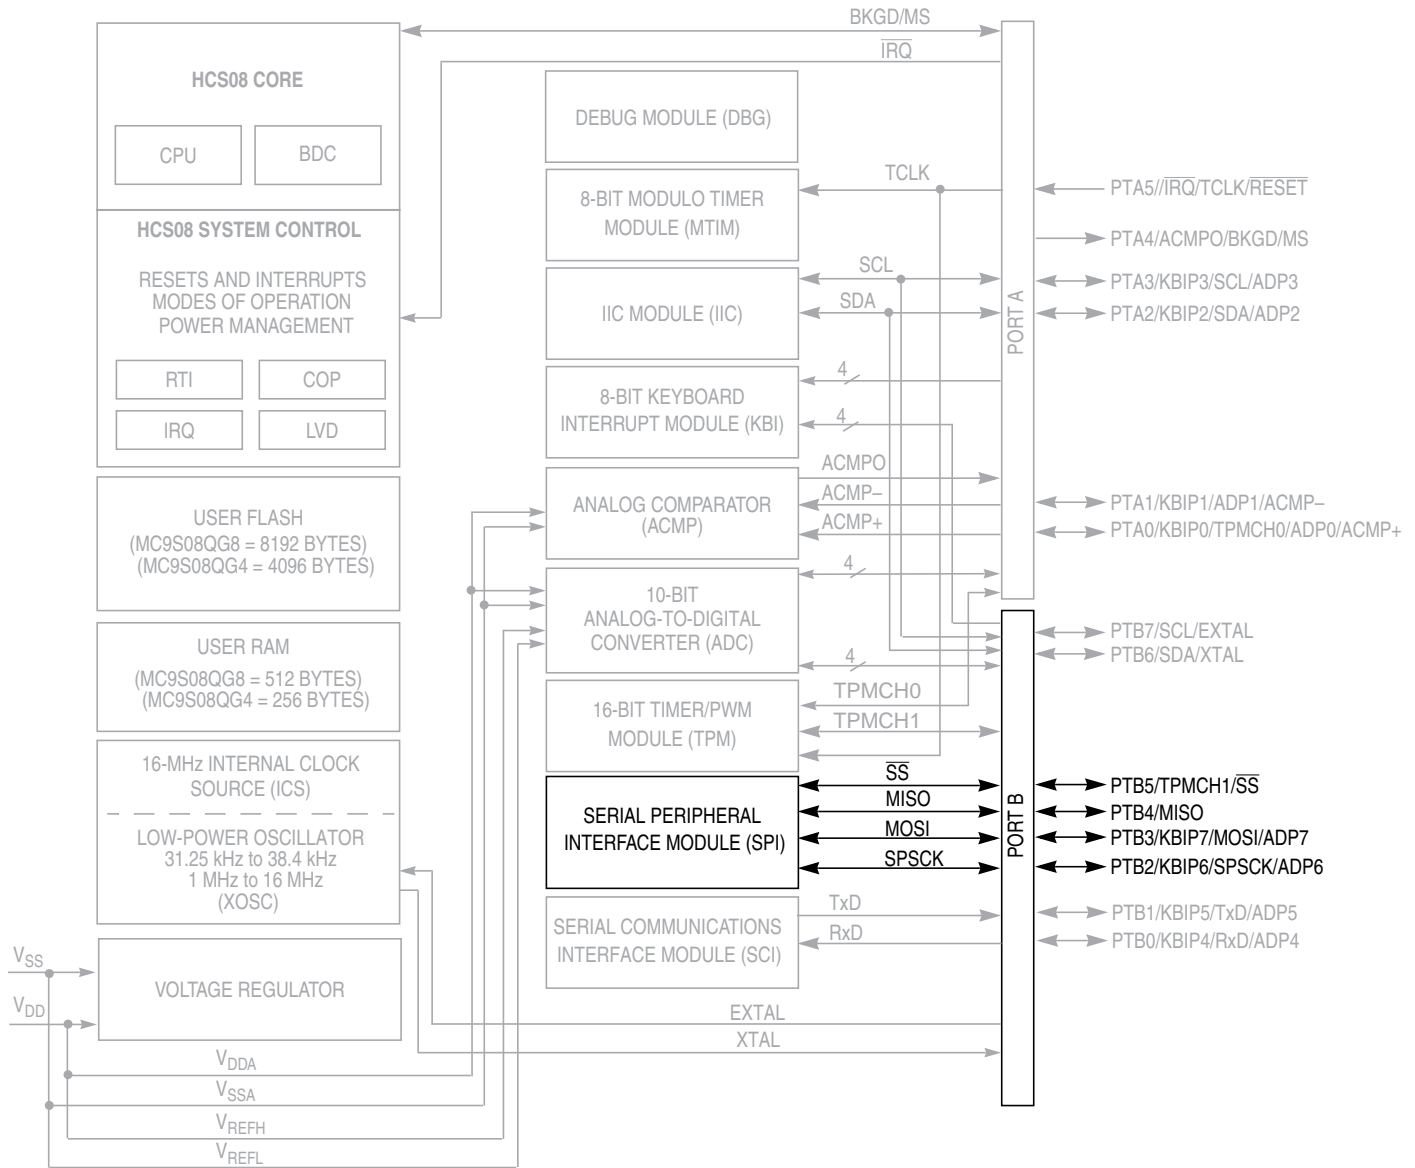 BKGD/MS
IRQ
HCS08 CORE
CPU
BDC
HCS08 SYSTEM CONTROL
RESETS AND INTERRUPTS
MODES OF OPERATION
POWER MANAGEMENT
RTI
COP
IRQ
LVD
USER FLASH
(MC9S08QG8 = 8192 BYTES)
(MC9S08QG4 = 4096 BYTES)
USER RAM
(MC9S08QG8 = 512 BYTES)
(MC9S08QG4 = 256 BYTES)
16-MHz INTERNAL CLOCK
SOURCE (ICS)
LOW-POWER OSCILLATOR
31.25 kHz to 38.4 kHz
1 MHz to 16 MHz
(XOSC)
VSS
VDD
VOLTAGE REGULATOR
VDDA
VSSA
VREFH
VREFL
DEBUG MODULE (DBG)
8-BIT MODULO TIMER
MODULE (MTIM)
TCLK
IIC MODULE (IIC)
SCL
SDA
8-BIT KEYBOARD
INTERRUPT MODULE (KBI)
4
4
ANALOG COMPARATOR
(ACMP)
ACMPO
ACMP–
ACMP+
10-BIT
ANALOG-TO-DIGITAL
CONVERTER (ADC)
4
4
16-BIT TIMER/PWM
MODULE (TPM)
TPMCH0
TPMCH1
SERIAL PERIPHERAL
INTERFACE MODULE (SPI)
SS
MISO
MOSI
SPSCK
SERIAL COMMUNICATIONS
INTERFACE MODULE (SCI)
TxD
RxD
EXTAL
XTAL
PORT A
PORT B
PTA5//IRQ/TCLK/RESET
PTA4/ACMPO/BKGD/MS
PTA3/KBIP3/SCL/ADP3
PTA2/KBIP2/SDA/ADP2
PTA1/KBIP1/ADP1/ACMP–
PTA0/KBIP0/TPMCH0/ADP0/ACMP+
PTB7/SCL/EXTAL
PTB6/SDA/XTAL
PTB5/TPMCH1/SS
PTB4/MISO
PTB3/KBIP7/MOSI/ADP7
PTB2/KBIP6/SPSCK/ADP6
PTB1/KBIP5/TxD/ADP5
PTB0/KBIP4/RxD/ADP4